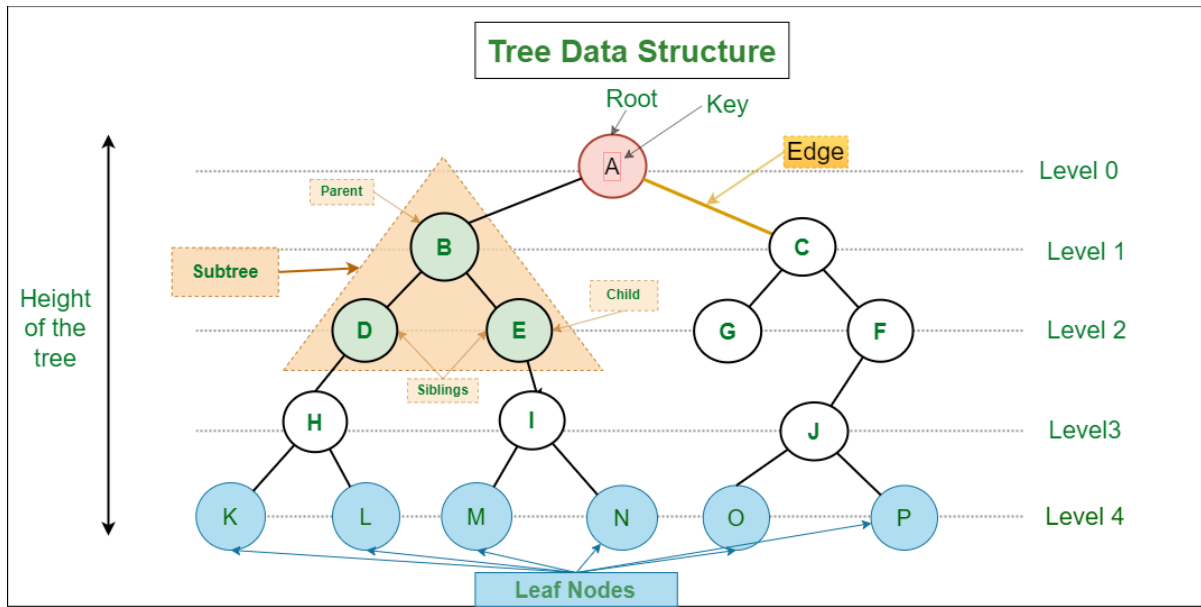 Tree Data Structure
Root
Key
A
Edge
Level 0
Parent
B
C
Level 1
Subtree
Child
Height
of the
tree
D
E
G
F
Level 2
Siblings
H
I
J
Level3
K
L
M
N
O
P
Level 4
Leaf Nodes